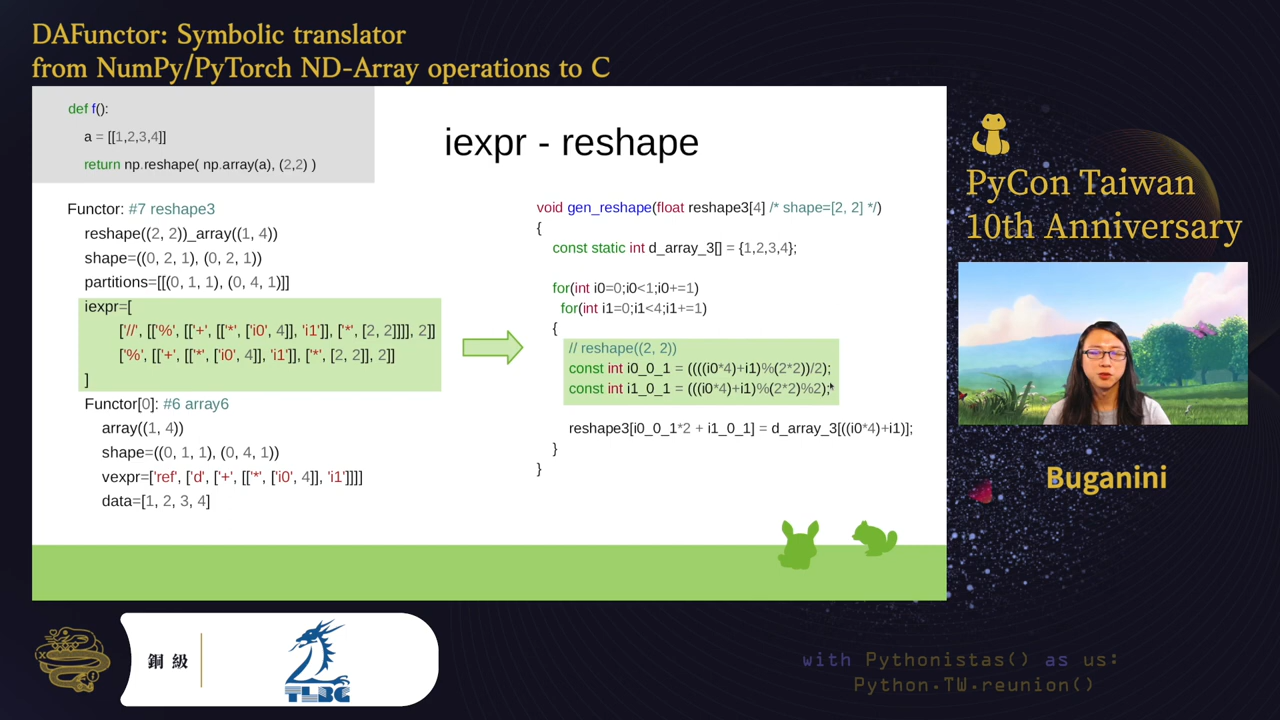 DAFunctor: Symbolic translator
from NumPy/PyTorch ND-Array operations to C
def f():
a = [[1,2,3,4]]
return np.reshape( np.array(a), (2,2) )
iexpr - reshape
Functor: #7 reshape3
reshape((2, 2))_array((1, 4))
shape=((0, 2, 1), (0, 2, 1))
partitions=[[(0, 1, 1), (0, 4, 1)]]
iexpr=[
['//', [['%', [['+', [['*', ['i0', 4]], 'i1']], ['*', [2, 2]]]], 2]]
['%', [['+', [['*', ['i0', 4]], 'i1']], ['*', [2, 2]], 2]]
]
Functor[0]: #6 array6
array((1, 4))
shape=((0, 1, 1), (0, 4, 1))
vexpr=['ref', ['d', ['+', [['*', ['i0', 4]], 'i1']]]]
data=[1, 2, 3, 4]
void gen_reshape(float reshape3[4] /* shape=[2, 2] */)
{
const static int d_array_3[] = {1,2,3,4};
for(int i0=0;i0<1;i0+=1)
for(int i1=0;i1<4;i1+=1)
{
// reshape((2, 2))
const int i0_0_1 = ((((i0*4)+i1)%(2*2))/2);
const int i1_0_1 = (((i0*4)+i1)%(2*2)%2);
reshape3[i0_0_1*2 + i1_0_1] = d_array_3[((i0*4)+i1)];
}
}
PyCon Taiwan
10th Anniversary
Buganini
銅級
TLBG
with Pythonistas() as us:
Python.TW.reunion()